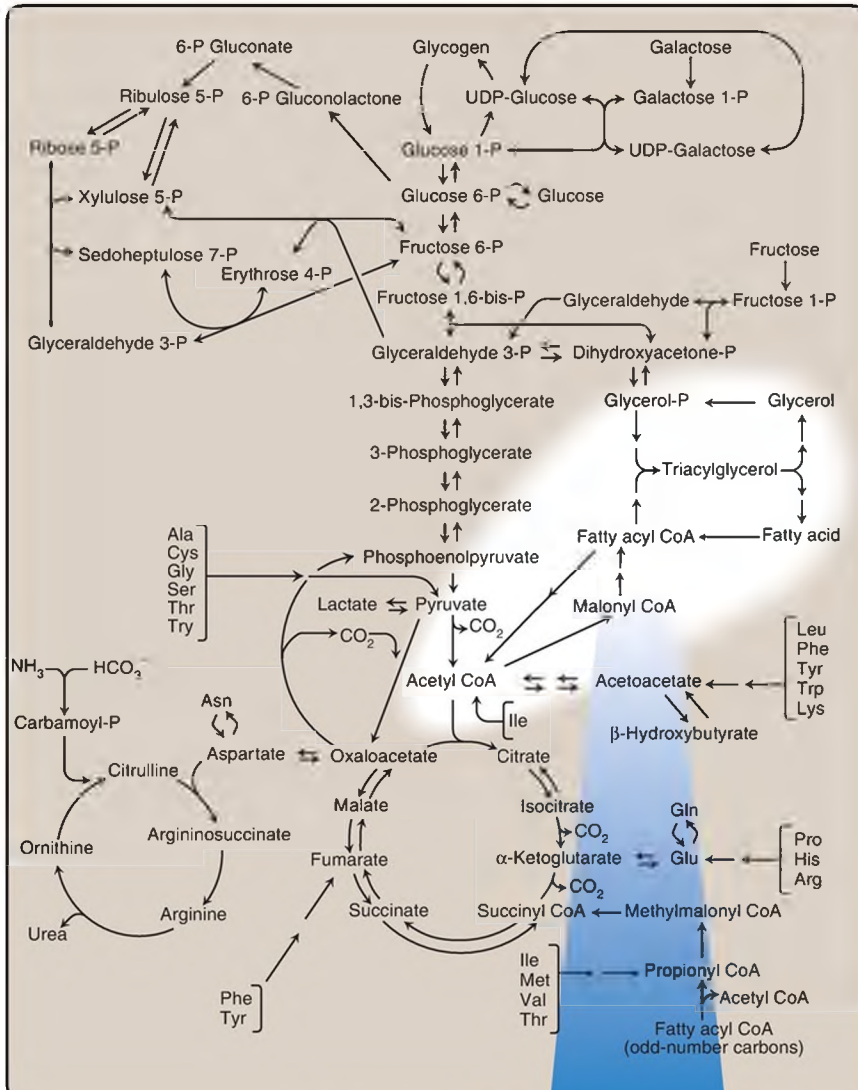 6-P Gluconate
Glycogen
Galactose
Ribulose 5-P
6-P Gluconolactone
UDP-Glucose
Galactose 1-P
Ribose 5-P
Glucose 1-P
UDP-Galactose
Xylulose 5-P
Glucose 6-P
Glucose
Sedoheptulose 7-P
Fructose 6-P
Fructose
Erythrose 4-P
Fructose 1,6-bis-P
Glyceraldehyde
Fructose 1-P
Glyceraldehyde 3-P
Glyceraldehyde 3-P
Dihydroxyacetone-P
1,3-bis-Phosphoglycerate
Glycerol-P
Glycerol
3-Phosphoglycerate
Triacylglycerol
2-Phosphoglycerate
Ala
Cys
Gly
Ser
Thr
Try
Fatty acyl CoA
Fatty acid
Phosphoenolpyruvate
Lactate
Pyruvate
Malonyl CoA
CO2
CO2
Leu
Phe
Tyr
Trp
Lys
NH3
HCO3-
Acetyl CoA
Acetoacetate
Asn
Ile
Carbamoyl-P
β-Hydroxybutyrate
Aspartate
Oxaloacetate
Citrate
Citrulline
Malate
Isocitrate
Gln
CO2
Ornithine
Argininosuccinate
Fumarate
α-Ketoglutarate
Glu
Pro
His
Arg
CO2
Arginine
Succinate
Succinyl CoA
Methylmalonyl CoA
Urea
Ile
Met
Val
Thr
Propionyl CoA
Phe
Tyr
Acetyl CoA
Fatty acyl CoA
(odd-number carbons)